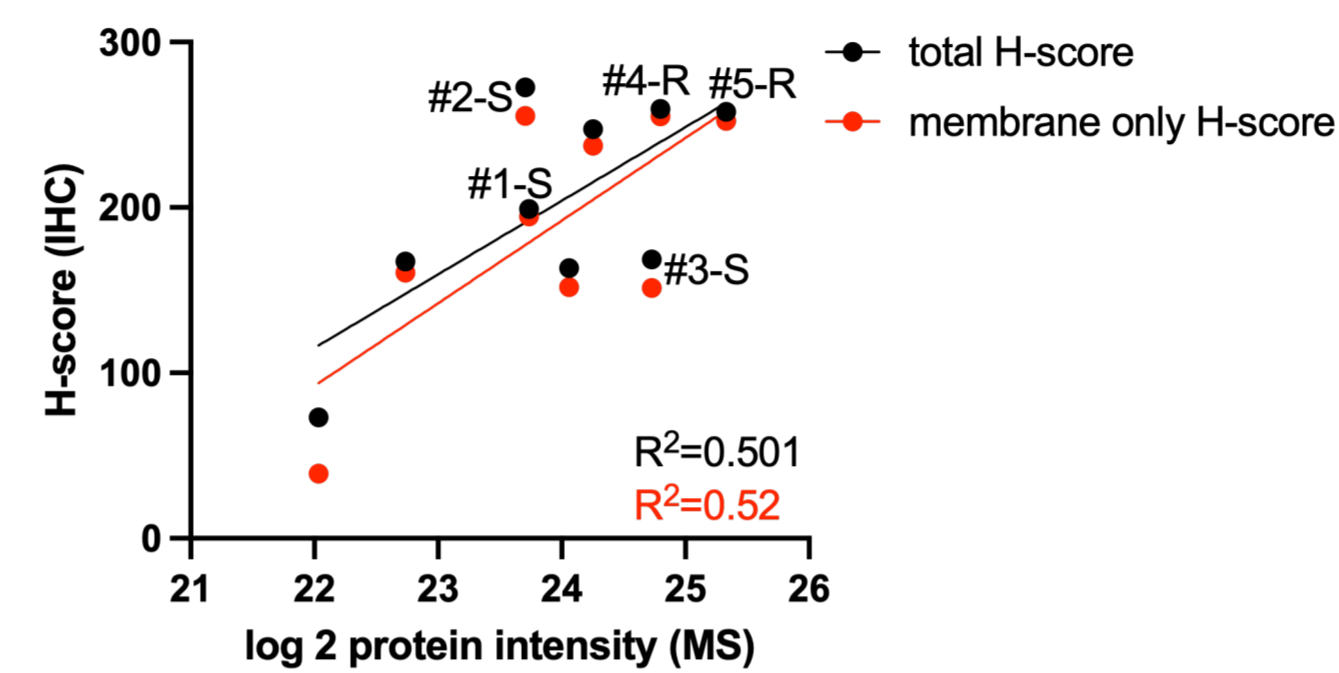 300
200
100
0
H-score (IHC)
#2-S
#4-R
#5-R
#1-S
#3-S
total H-score
membrane only H-score
R²=0.501
R²=0.52
21 22 23 24 25 26
log 2 protein intensity (MS)